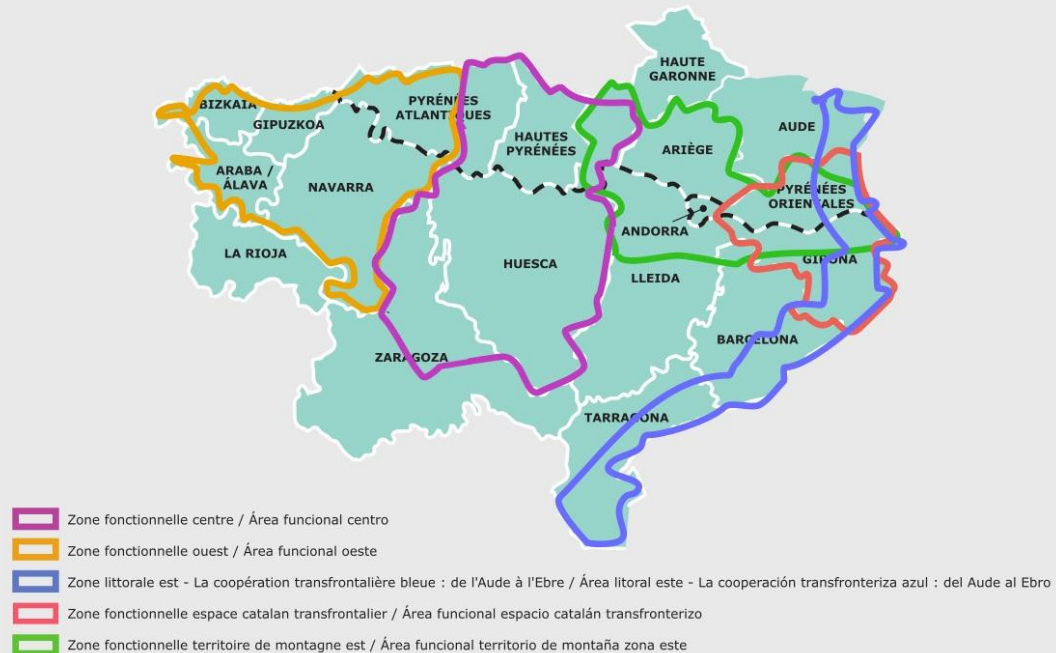 HAUTE
GARONNE
BIZKAIA
GIPUZKOA
PYRÉNÉES
ATLANTIQUES
HAUTES
PYRÉNÉES
ARIÈGE
AUDE
ARABA /
ÁLAVA
NAVARRA
PYRÉNÉES
ORIENTALES
ANDORRA
LA RIOJA
HUESCA
LLEIDA
GIRONA
ZARAGOZA
BARCELONA
TARRAGONA
Zone fonctionnelle centre / Área funcional centro
Zone fonctionnelle ouest / Área funcional oeste
Zone littorale est - La coopération transfrontalière bleue : de l'Aude à l'Ebre / Área litoral este - La cooperación transfronteriza azul : del Aude al Ebro
Zone fonctionnelle espace catalan transfrontalier / Área funcional espacio catalán transfronterizo
Zone fonctionnelle territoire de montagne est / Área funcional territorio de montaña zona este